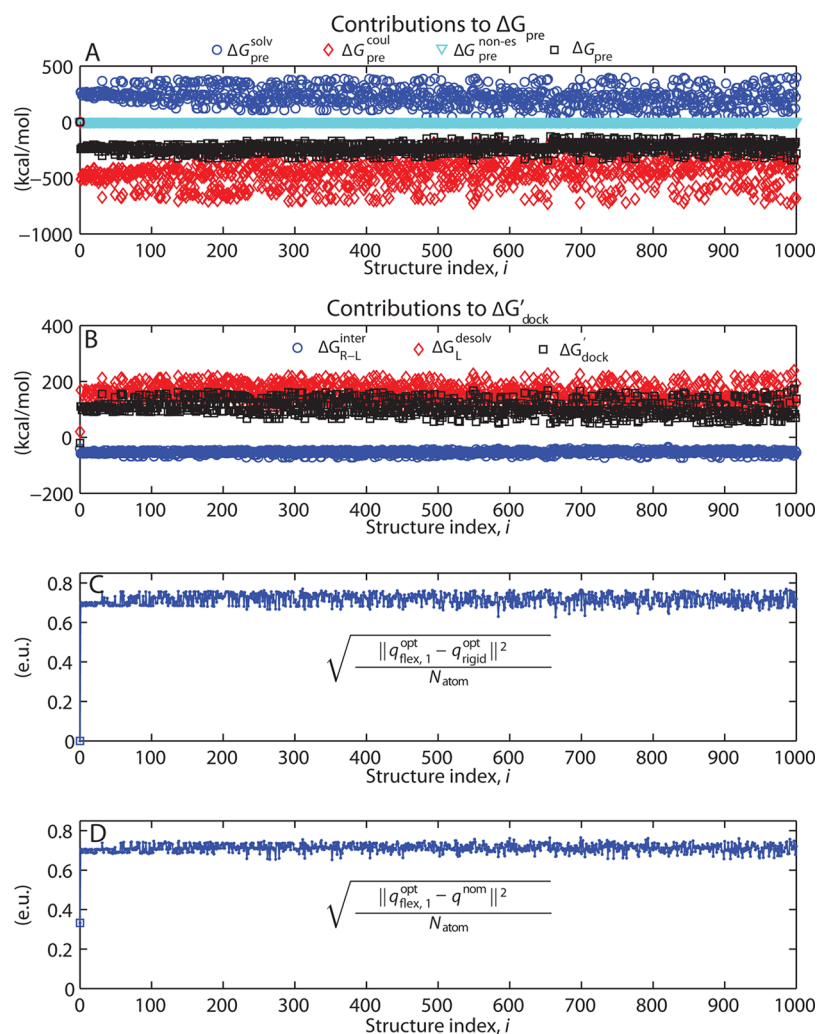 Contributions to ΔG_pre
A
ΔG_pre^solv ΔG_pre^coul ΔG_pre^non-es ΔG_pre
500
0
−500
−1000
(kcal/mol)
0 100 200 300 400 500 600 700 800 900 1000
Structure index, i
Contributions to ΔG′_dock
B
ΔG_R−L^inter ΔG_L^desolv ΔG′_dock
400
200
0
−200
(kcal/mol)
0 100 200 300 400 500 600 700 800 900 1000
Structure index, i
C
0.8
0.6
0.4
0.2
0
(e.u.)
√(||q_flex, 1^opt − q_rigid^opt||² / N_atom)
0 100 200 300 400 500 600 700 800 900 1000
Structure index, i
D
0.8
0.6
0.4
0.2
0
(e.u.)
√(||q_flex, 1^opt − q^nom||² / N_atom)
0 100 200 300 400 500 600 700 800 900 1000
Structure index, i